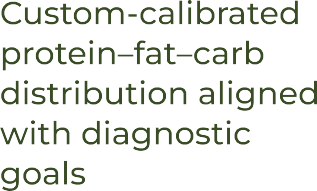 Custom-calibrated
protein–fat–carb
distribution aligned
with diagnostic
goals